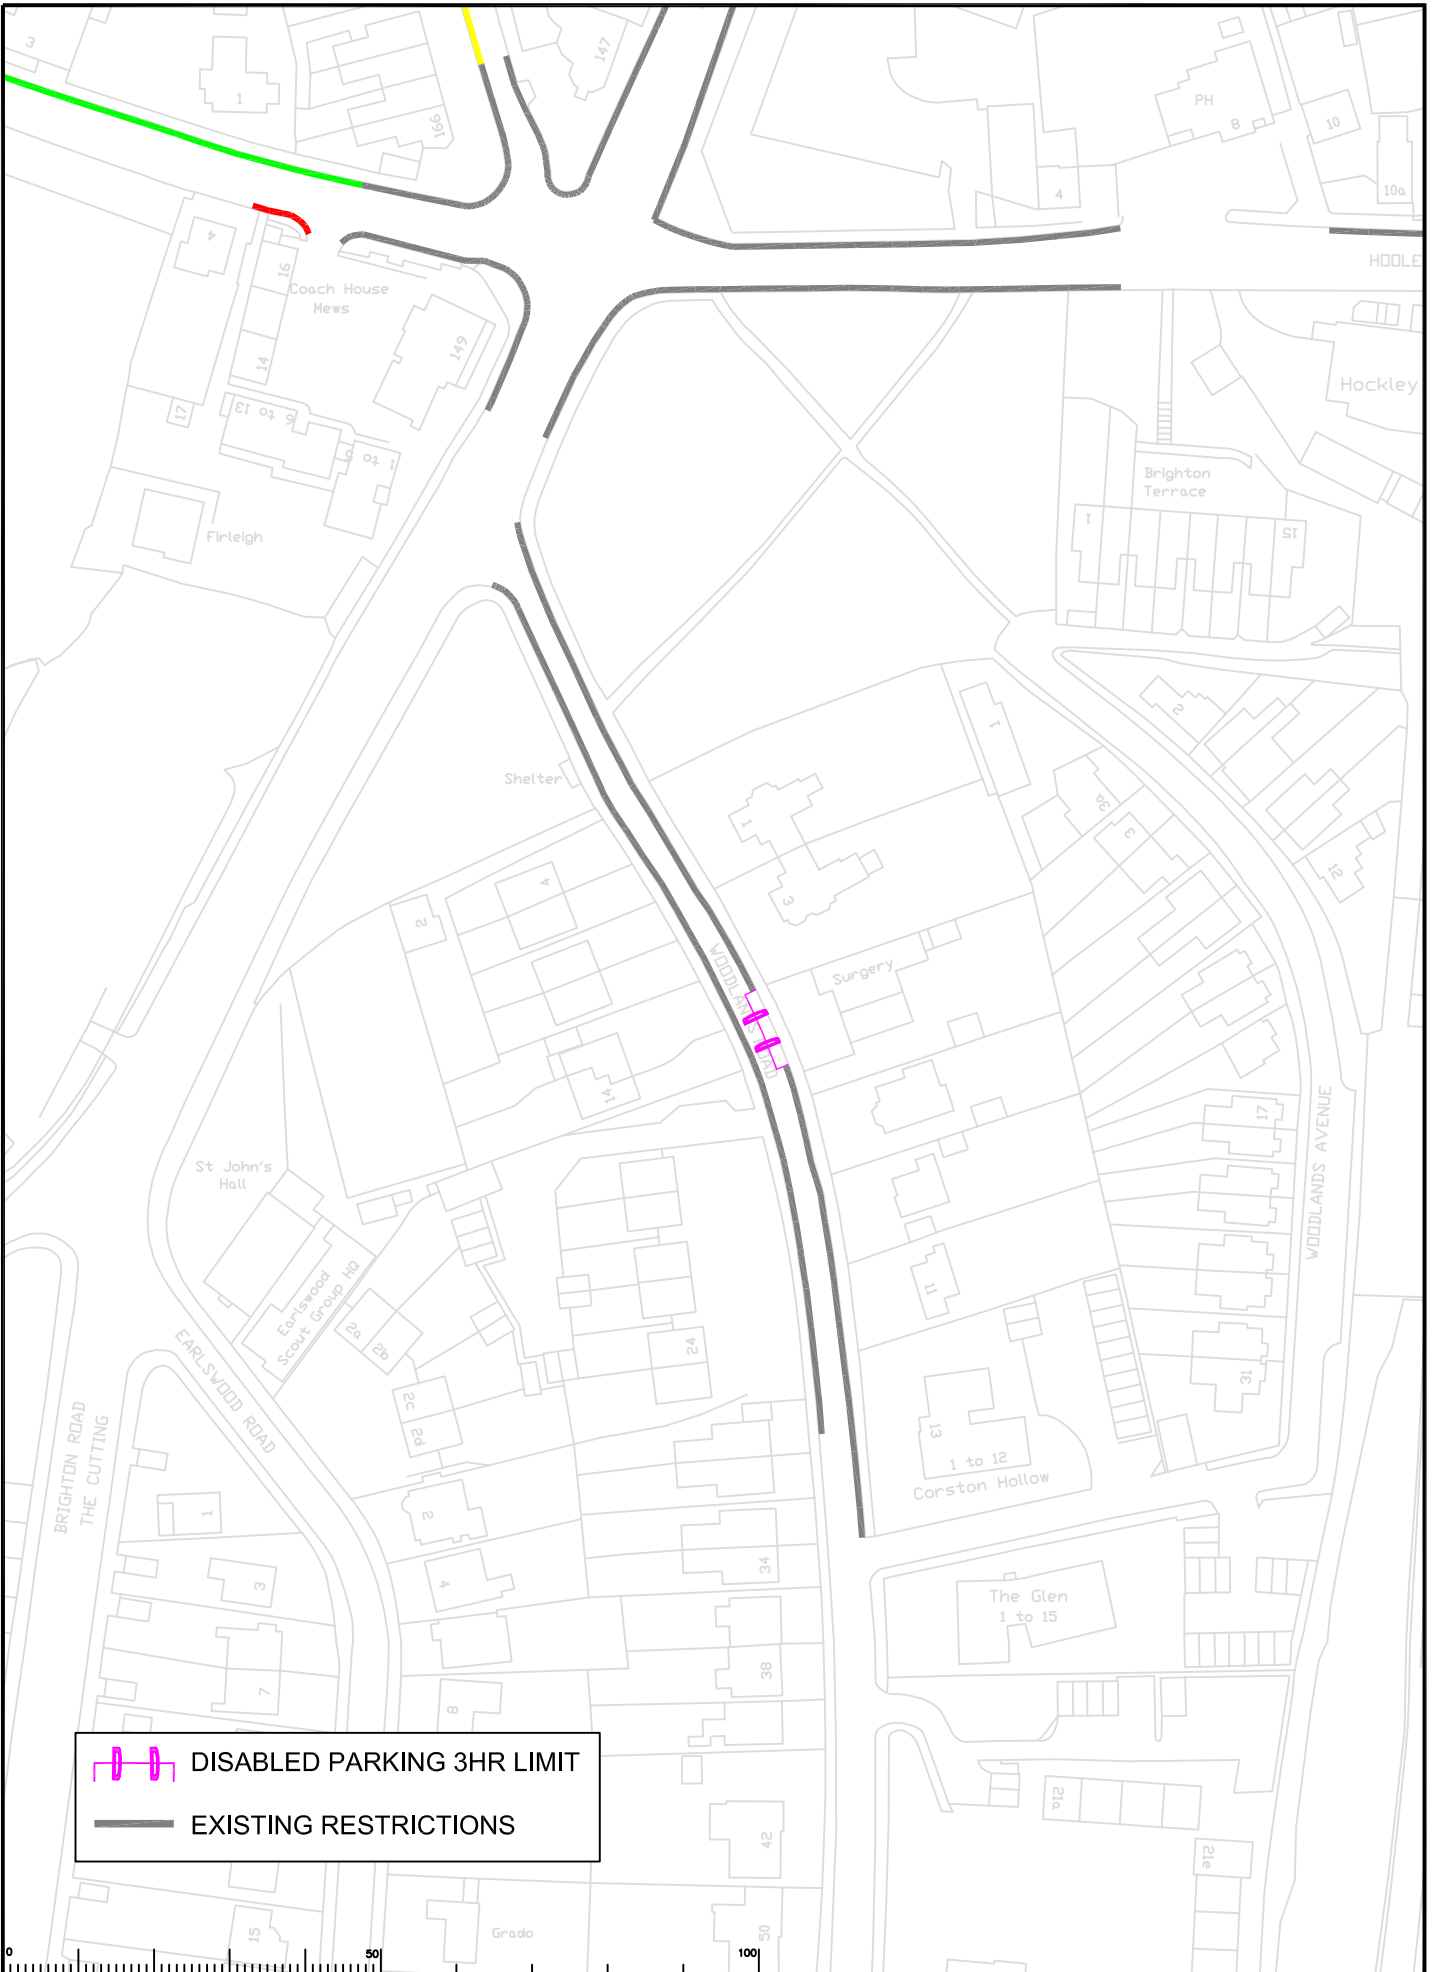 3
1
166
147
PH
8
10
10a
4
HOOLE
4
16
Coach House
Mews
14
149
17
6 to 13
1 to 5
Firleigh
Hockley
Brighton
Terrace
1
15
Shelter
1
2
3a
3
12
1
3
4
2
14
WOODLANDS ROAD
Surgery
17
WOODLANDS AVENUE
St John's
Hall
Earlswood
Scout Group HQ
2a
2b
2c
2d
EARLSWOOD ROAD
BRIGHTON ROAD
THE CUTTING
11
24
31
13
1 to 12
Corston Hollow
1
2
3
4
34
The Glen
1 to 15
7
8
38
DISABLED PARKING 3HR LIMIT
EXISTING RESTRICTIONS
21a
42
21e
15
Grado
50
0
50
100